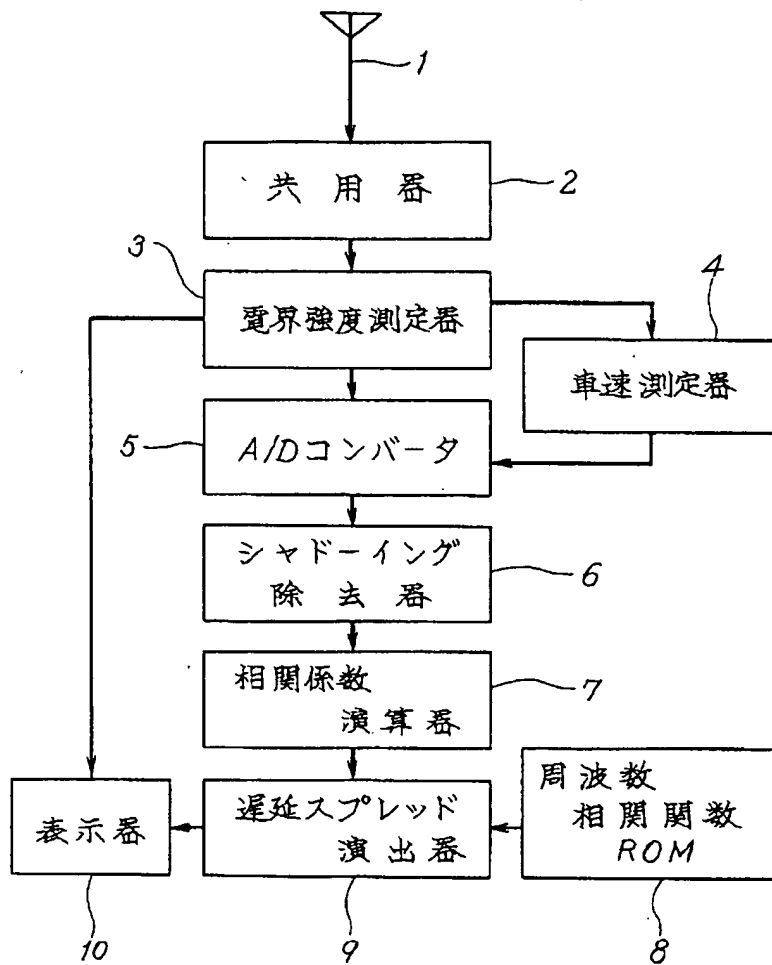 1
共用器
2
3
電界強度測定器
4
車速測定器
5
A/Dコンバータ
シャドーイング
除去器
6
相関係数
演算器
7
周波数
相関関数
ROM
8
遅延スプレッド
演出器
9
表示器
10